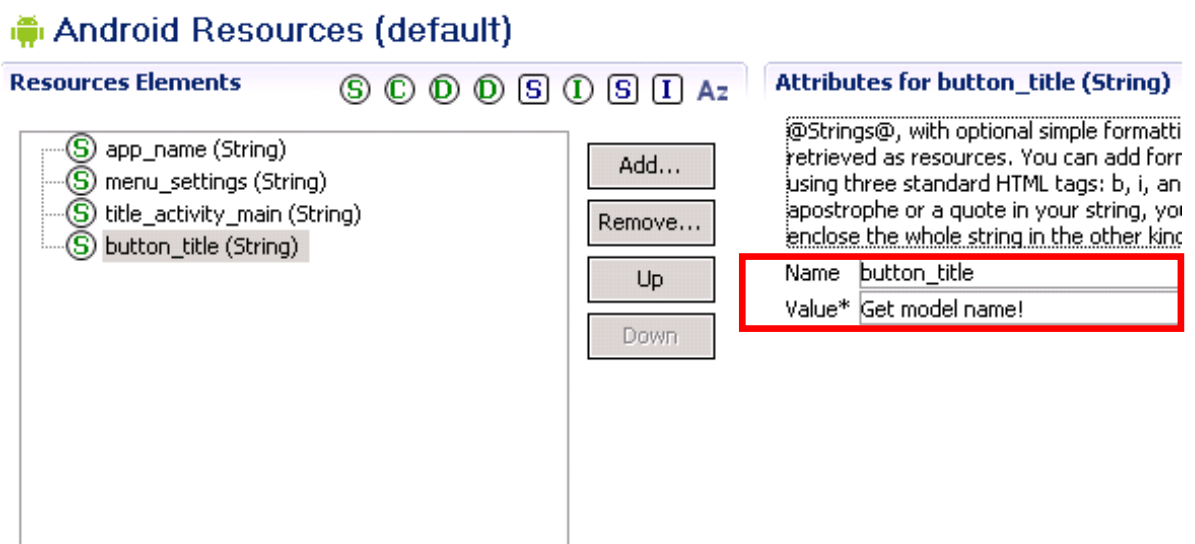 Android Resources (default)
Resources Elements
S C D D S I S I Az
S app_name (String)
S menu_settings (String)
S title_activity_main (String)
S button_title (String)
Add...
Remove...
Up
Down
Attributes for button_title (String)
@Strings@, with optional simple formatti
retrieved as resources. You can add forr
using three standard HTML tags: b, i, an
apostrophe or a quote in your string, you
enclose the whole string in the other kind
Name button_title
Value* Get model name!